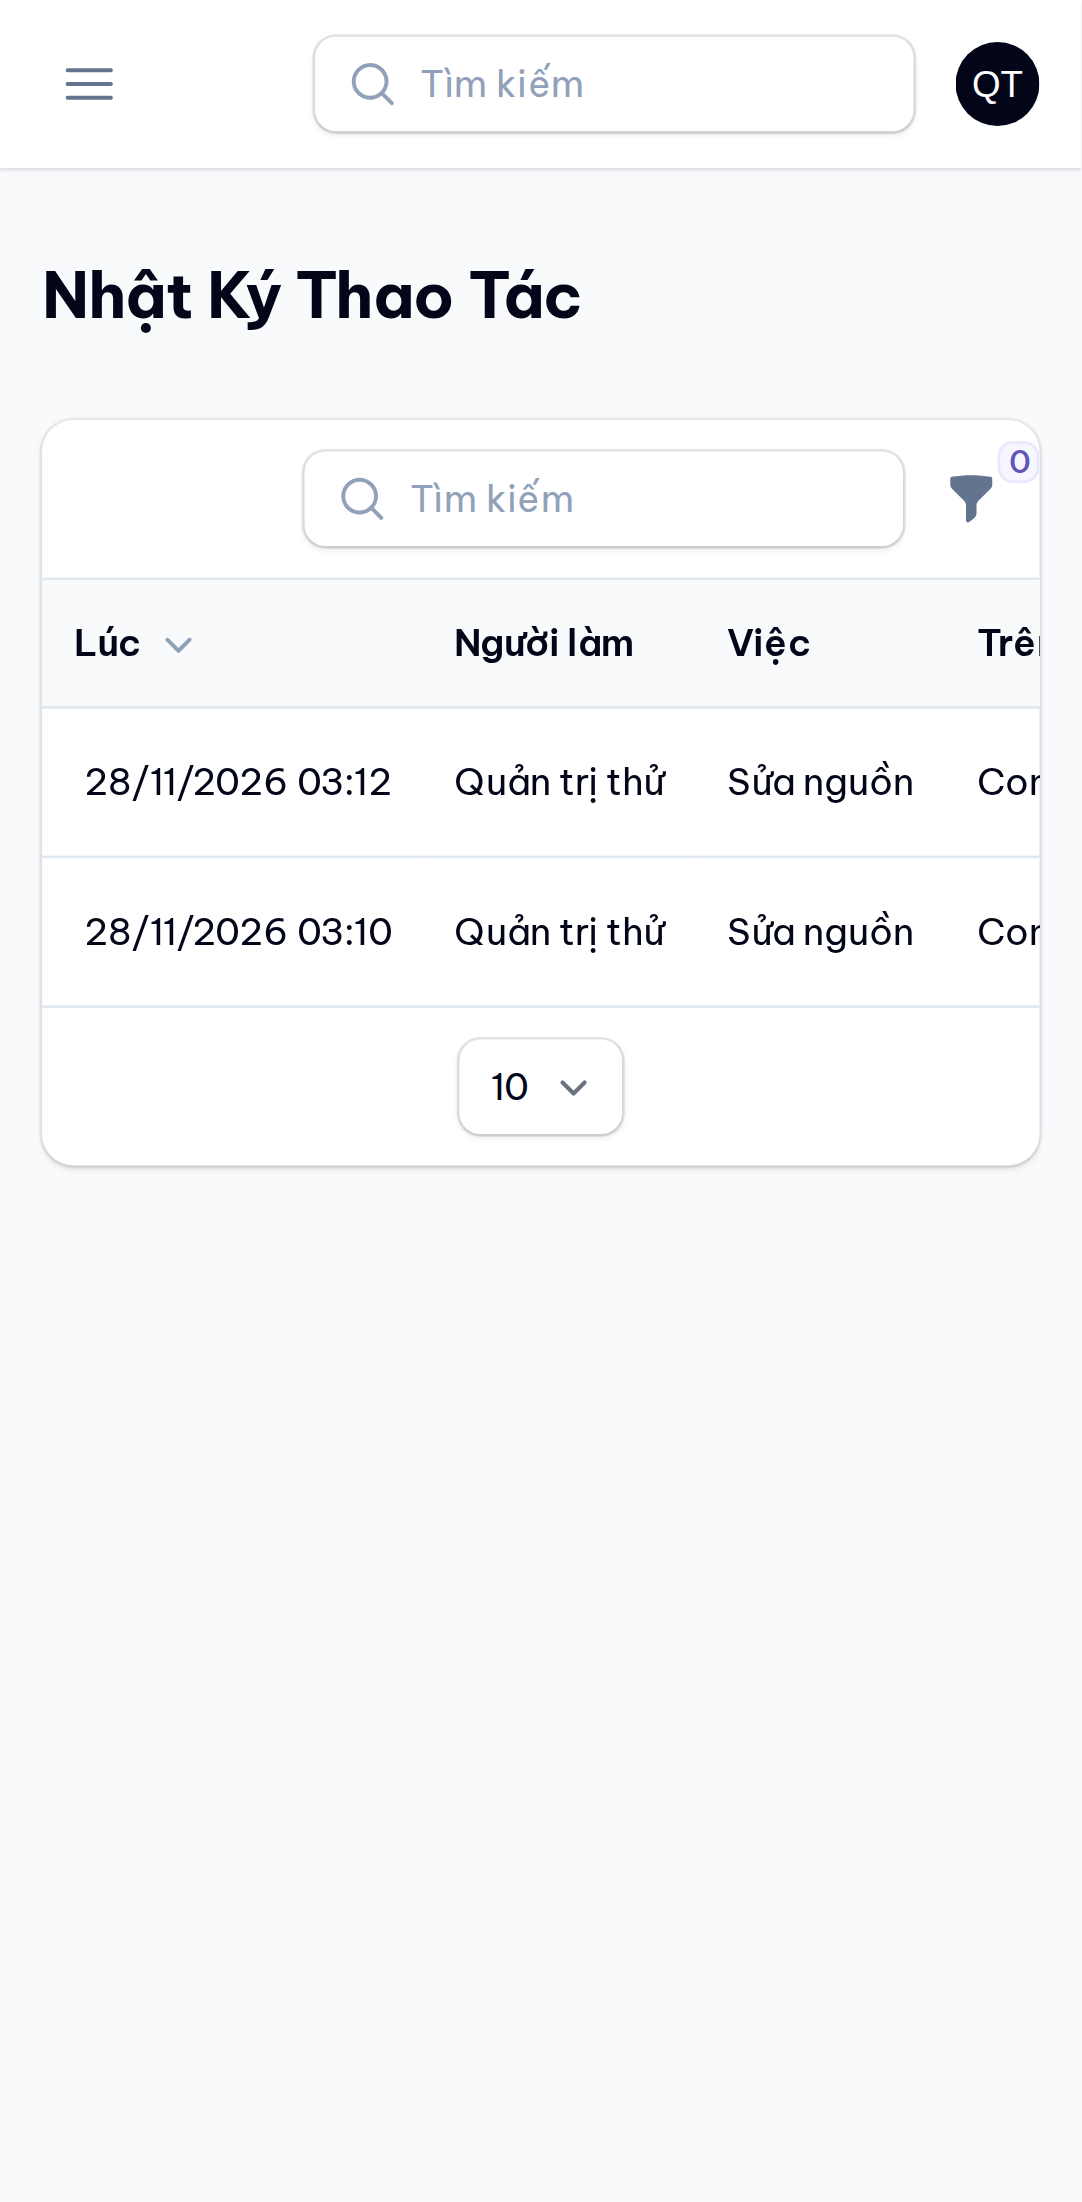 Tìm kiếm QT
Nhật Ký Thao Tác
Tìm kiếm 0
Lúc Người làm Việc
28/11/2026 03:12 Quản trị thử Sửa nguồn
28/11/2026 03:10 Quản trị thử Sửa nguồn
10